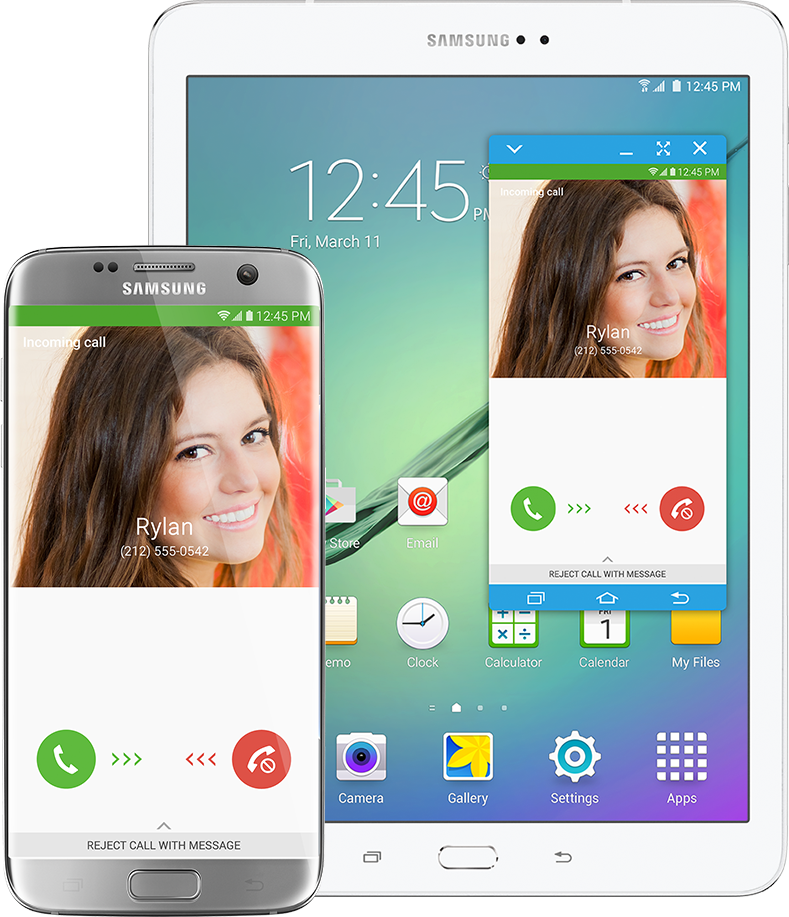 SAMSUNG
12:45 PM
12:45 PM
Fri, March 11
12:45 PM
Incoming call
Rylan
(212) 555-0542
REJECT CALL WITH MESSAGE
Store
Email
emo
Clock
Calculator
FRI
1
Calendar
My Files
Camera
Gallery
Settings
Apps
SAMSUNG
12:45 PM
Incoming call
Rylan
(212) 555-0542
REJECT CALL WITH MESSAGE